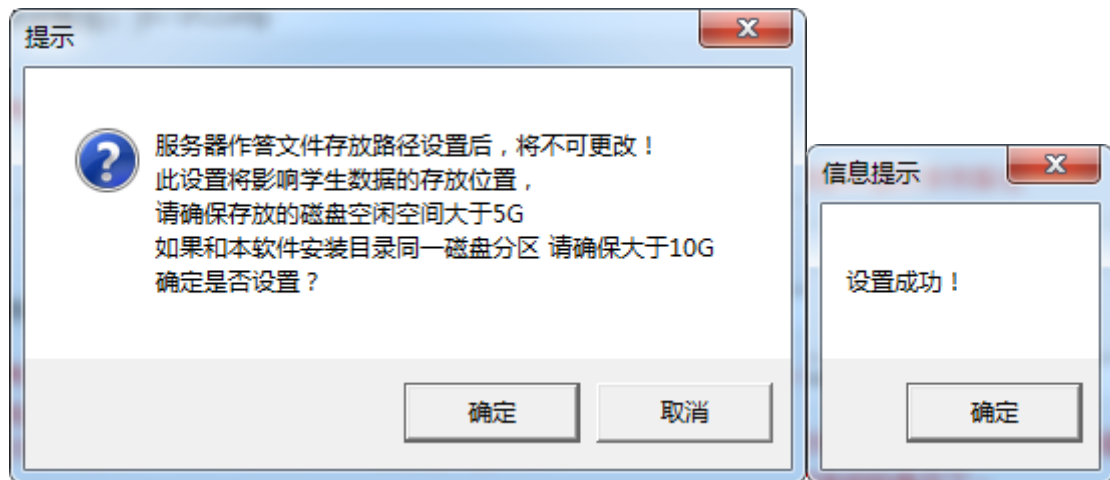 提示
服务器作答文件存放路径设置后，将不可更改！
此设置将影响学生数据的存放位置，
请确保存放的磁盘空闲空间大于5G
如果和本软件安装目录同一磁盘分区 请确保大于10G
确定是否设置？
确定
取消
信息提示
设置成功！
确定